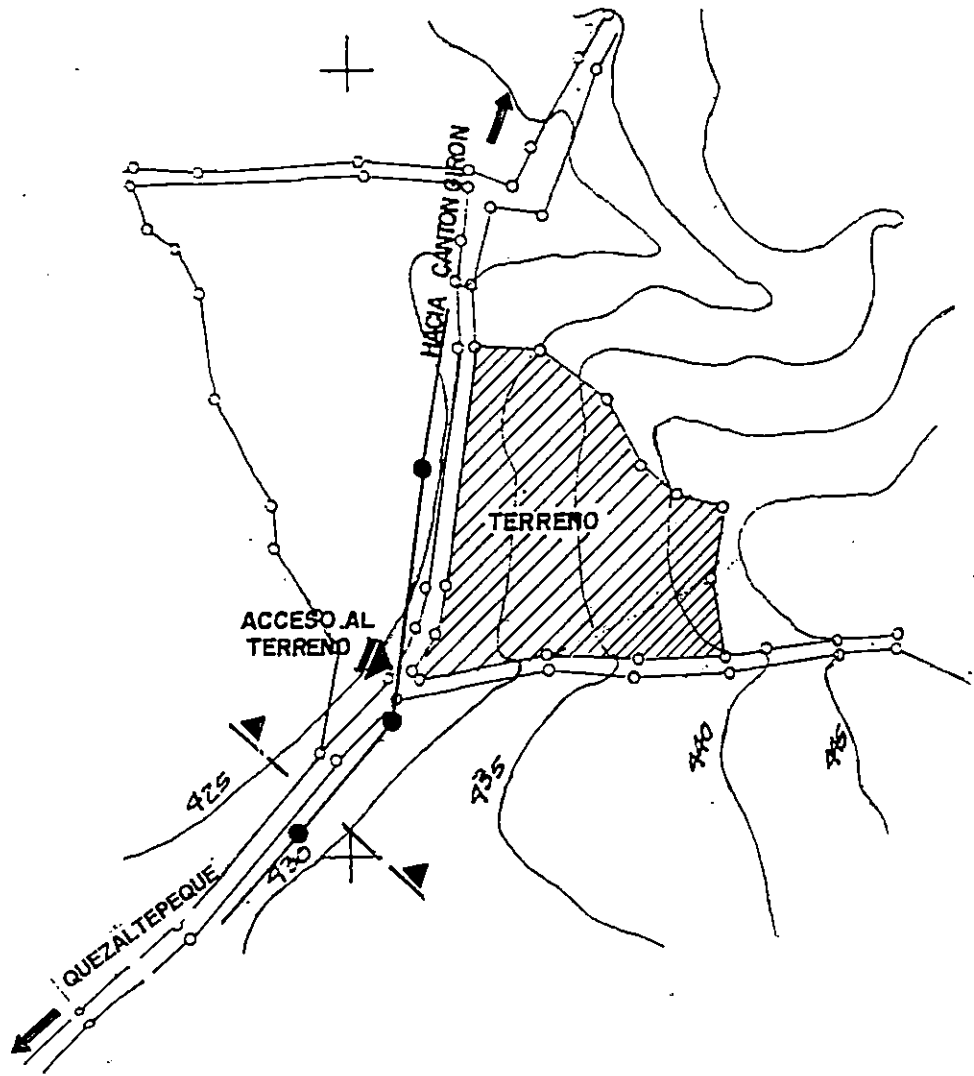 HACIA CANTON GIRON
TERRENO
ACCESO AL
TERRENO
425
430
435
440
445
QUEZALTEPEQUE